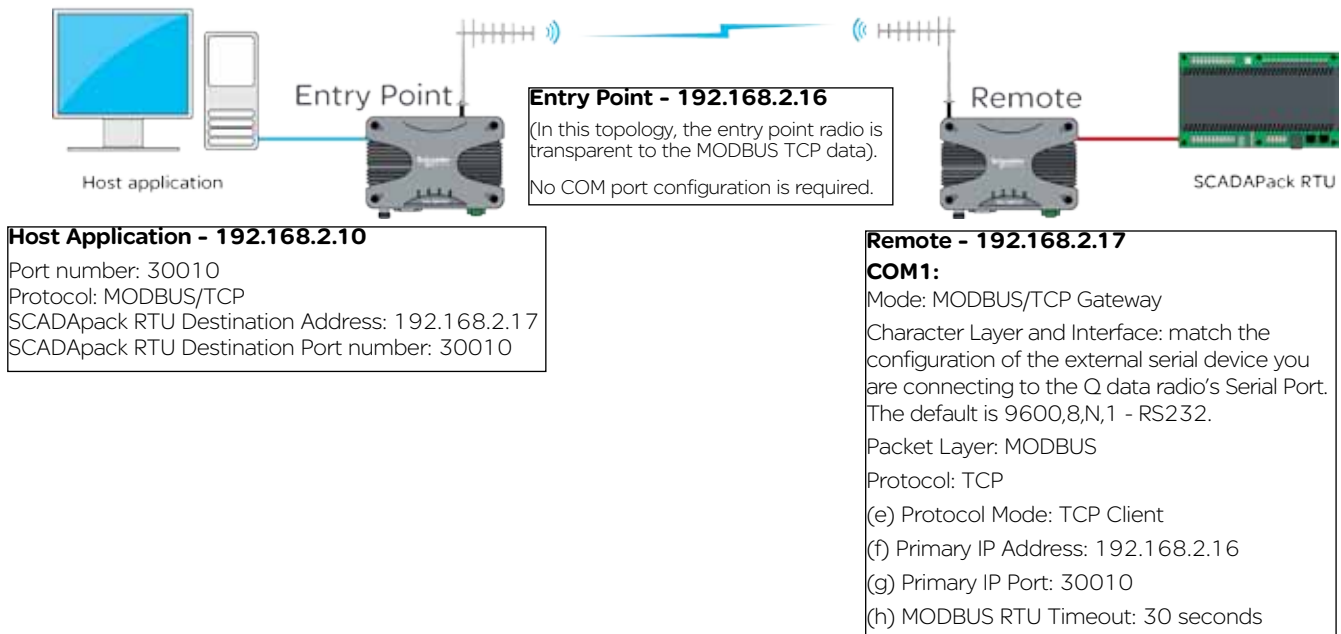 Entry Point
Entry Point - 192.168.2.16
(In this topology, the entry point radio is
transparent to the MODBUS TCP data).
No COM port configuration is required.
Remote
Host application
SCADAPack RTU
Host Application - 192.168.2.10
Port number: 30010
Protocol: MODBUS/TCP
SCADApack RTU Destination Address: 192.168.2.17
SCADApack RTU Destination Port number: 30010
Remote - 192.168.2.17
COM1:
Mode: MODBUS/TCP Gateway
Character Layer and Interface: match the
configuration of the external serial device you
are connecting to the Q data radio's Serial Port.
The default is 9600,8,N,1 - RS232.
Packet Layer: MODBUS
Protocol: TCP
(e) Protocol Mode: TCP Client
(f) Primary IP Address: 192.168.2.16
(g) Primary IP Port: 30010
(h) MODBUS RTU Timeout: 30 seconds